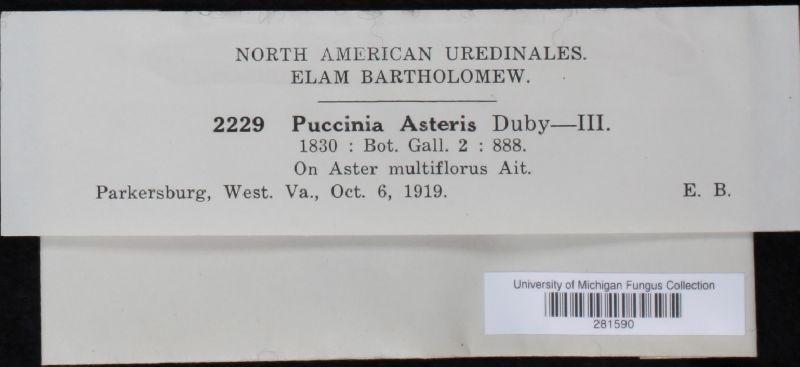 NORTH AMERICAN UREDINALES.
ELAM BARTHOLOMEW.
2229 Puccinia Asteris Duby—III.
1830 : Bot. Gall. 2 : 888.
On Aster multiflorus Ait.
Parkersburg, West. Va., Oct. 6, 1919. E. B.
University of Michigan Fungus Collection
281590